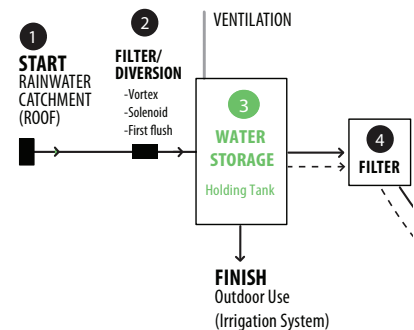 1
START
RAINWATER
CATCHMENT
(ROOF)
2
FILTER/
DIVERSION
-Vortex
-Solenoid
-First flush
VENTILATION
3
WATER
STORAGE
Holding Tank
4
FILTER
FINISH
Outdoor Use
(Irrigation System)